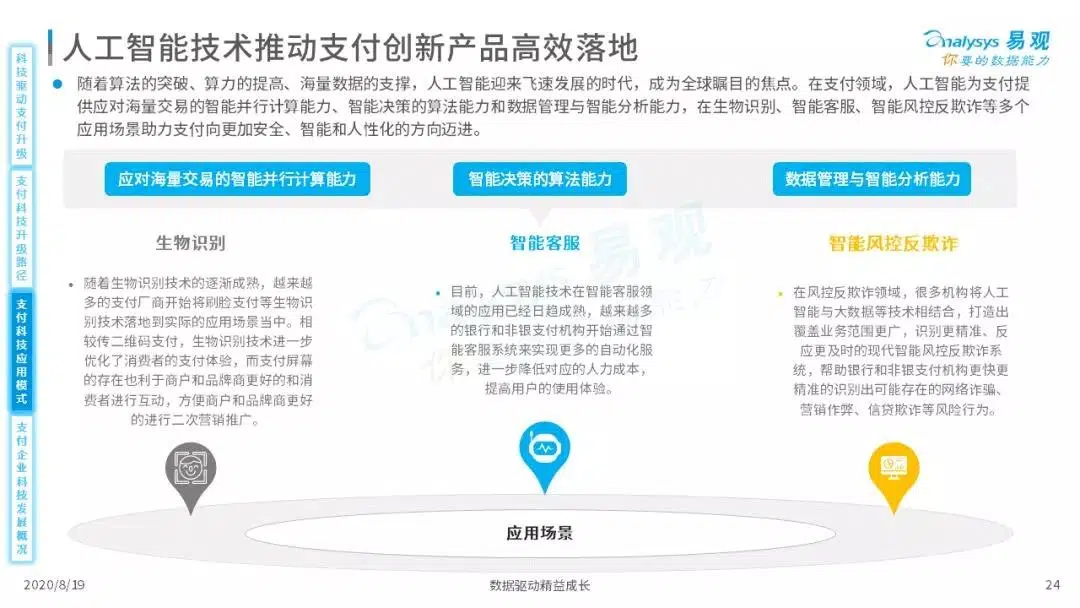 人工智能技术推动支付创新产品高效落地
analysys 易观
你要的数据能力
随着算法的突破、算力的提高、海量数据的支撑，人工智能迎来飞速发展的时代，成为全球瞩目的焦点。在支付领域，人工智能为支付提
供应对海量交易的智能并行计算能力、智能决策的算法能力和数据管理与智能分析能力，在生物识别、智能客服、智能风控反欺诈等多个
应用场景助力支付向更加安全、智能和人性化的方向迈进。
科技驱动支付升级
支付科技升级路径
支付科技应用模式
支付企业科技发展概况
应对海量交易的智能并行计算能力
智能决策的算法能力
数据管理与智能分析能力
生物识别
随着生物识别技术的逐渐成熟，越来越
多的支付厂商开始将刷脸支付等生物识
别技术落地到实际的应用场景当中。相
较传二维码支付，生物识别技术进一步
优化了消费者的支付体验，而支付屏幕
的存在也利于商户和品牌商更好的和消
费者进行互动，方便商户和品牌商更好
的进行二次营销推广。
智能客服
目前，人工智能技术在智能客服领
域的应用已经日趋成熟，越来越多
的银行和非银支付机构开始通过智
能客服系统来实现更多的自动化服
务，进一步降低对应的人力成本，
提高用户的使用体验。
智能风控反欺诈
在风控反欺诈领域，很多机构将人工
智能与大数据等技术相结合，打造出
覆盖业务范围更广，识别更精准、反
应更及时的现代智能风控反欺诈系
统，帮助银行和非银支付机构更快更
精准的识别出可能存在的网络诈骗、
营销作弊、信贷欺诈等风险行为。
应用场景
2020/8/19
数据驱动精益成长
24